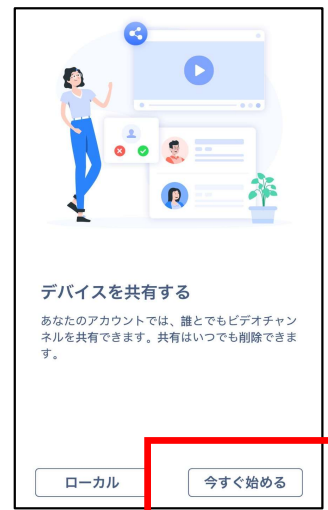 デバイスを共有する
あなたのアカウントでは、誰とでもビデオチャン
ネルを共有できます。共有はいつでも削除できま
す。
ローカル
今すぐ始める